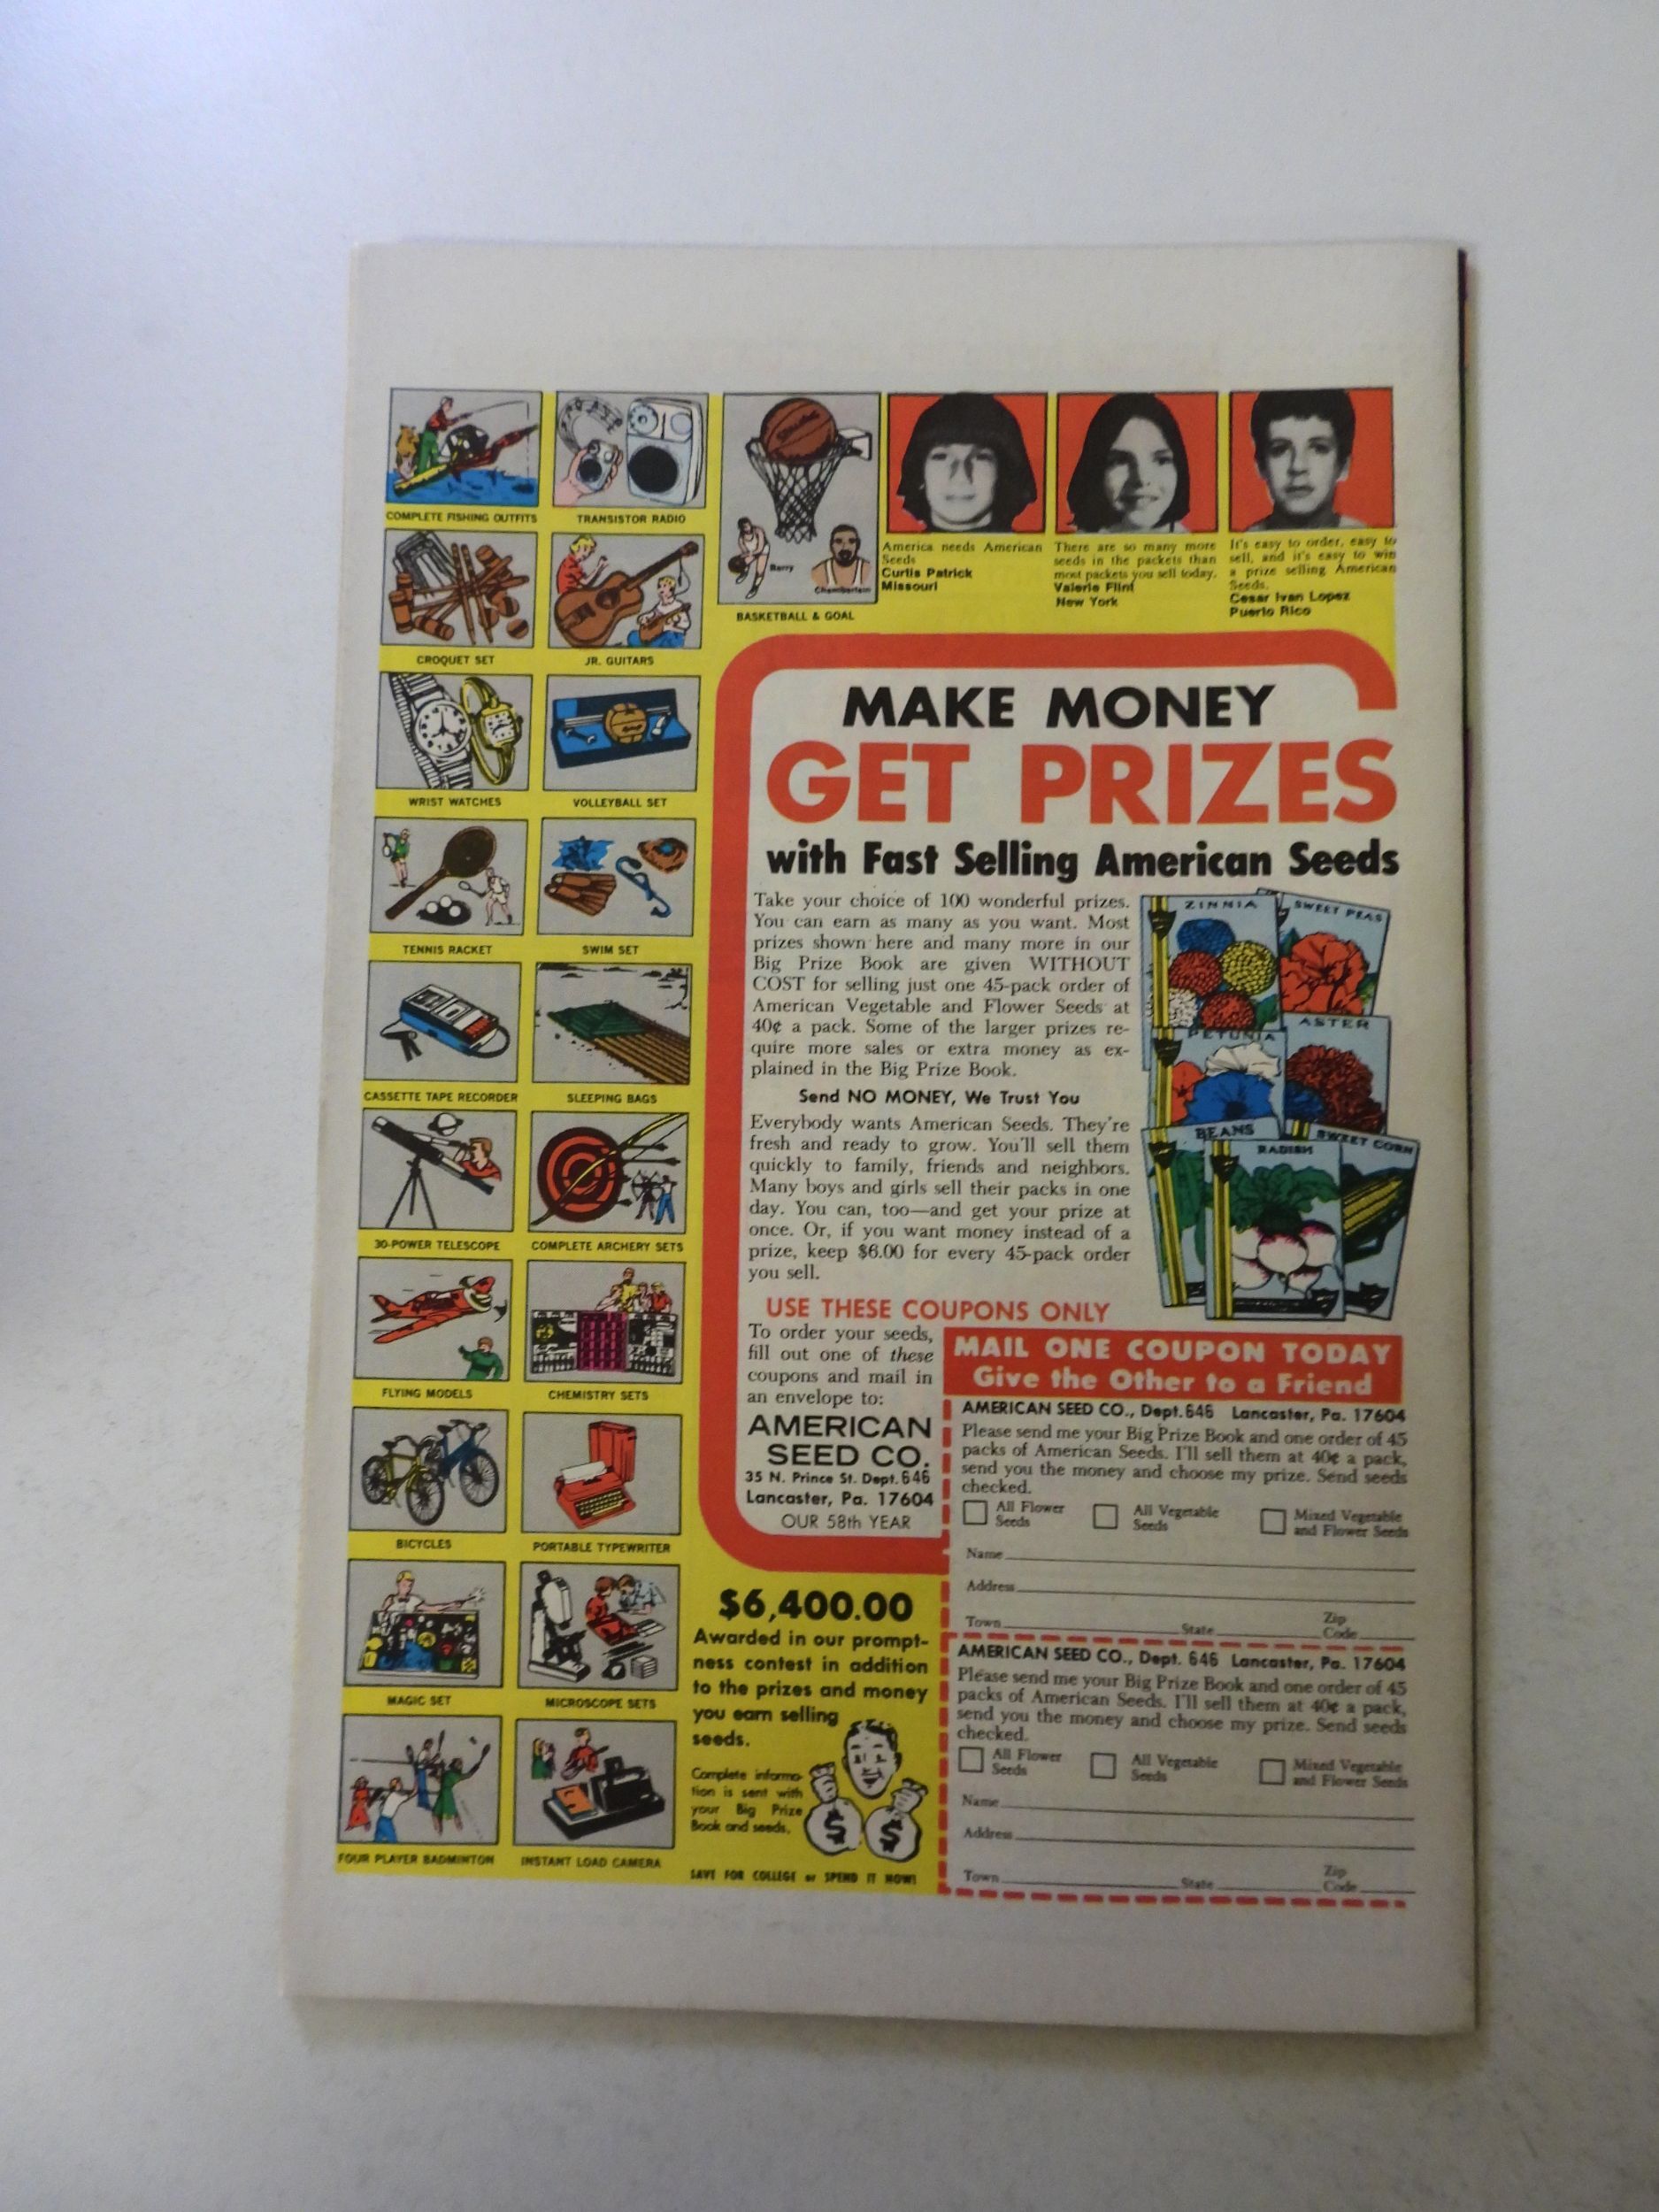 COMPLETE FISHING OUTFITS
TRANSISTOR RADIO
CROQUET SET
JR. GUITARS
WRIST WATCHES
VOLLEYBALL SET
TENNIS RACKET
SWIM SET
CASSETTE TAPE RECORDER
SLEEPING BAGS
30-POWER TELESCOPE
COMPLETE ARCHERY SETS
FLYING MODELS
CHEMISTRY SETS
BICYCLES
PORTABLE TYPEWRITER
MAGIC SET
MICROSCOPE SETS
FOUR PLAYER BADMINTON
INSTANT LOAD CAMERA
Barry
Chamberlain
BASKETBALL & GOAL
America needs American
Seeds
Curtis Patrick
Missouri
There are so many more
seeds in the packets than
most packets you sell today.
Valerie Flint
New York
It's easy to order, easy to
sell, and it's easy to win
a prize selling American
Seeds.
Cesar Ivan Lopez
Puerto Rico
MAKE MONEY
GET PRIZES
with Fast Selling American Seeds
Take your choice of 100 wonderful prizes.
You can earn as many as you want. Most
prizes shown here and many more in our
Big Prize Book are given WITHOUT
COST for selling just one 45-pack order of
American Vegetable and Flower Seeds at
40¢ a pack. Some of the larger prizes re-
quire more sales or extra money as ex-
plained in the Big Prize Book.
Send NO MONEY, We Trust You
Everybody wants American Seeds. They're
fresh and ready to grow. You'll sell them
quickly to family, friends and neighbors.
Many boys and girls sell their packs in one
day. You can, too—and get your prize at
once. Or, if you want money instead of a
prize, keep $6.00 for every 45-pack order
you sell.
ZINNIA
SWEET PEAS
PETUNIA
ASTER
BEANS
RADISH
SWEET CORN
USE THESE COUPONS ONLY
To order your seeds,
fill out one of these
coupons and mail in
an envelope to:
AMERICAN
SEED CO.
35 N. Prince St. Dept. 646
Lancaster, Pa. 17604
OUR 58th YEAR
$6,400.00
Awarded in our prompt-
ness contest in addition
to the prizes and money
you earn selling
seeds.
Complete informa-
tion is sent with
your Big Prize
Book and seeds.
$ $
SAVE FOR COLLEGE or SPEND IT NOW!
MAIL ONE COUPON TODAY
Give the Other to a Friend
AMERICAN SEED CO., Dept. 646 Lancaster, Pa. 17604
Please send me your Big Prize Book and one order of 45
packs of American Seeds. I'll sell them at 40¢ a pack,
send you the money and choose my prize. Send seeds
checked.
All Flower Seeds All Vegetable Seeds Mixed Vegetable and Flower Seeds
Name
Address
Town State Zip Code
AMERICAN SEED CO., Dept. 646 Lancaster, Pa. 17604
Please send me your Big Prize Book and one order of 45
packs of American Seeds. I'll sell them at 40¢ a pack,
send you the money and choose my prize. Send seeds
checked.
All Flower Seeds All Vegetable Seeds Mixed Vegetable and Flower Seeds
Name
Address
Town State Zip Code